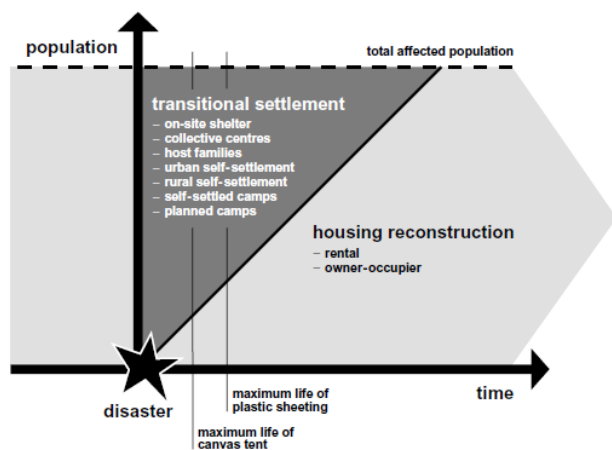 population
total affected population
transitional settlement
– on-site shelter
– collective centres
– host families
– urban self-settlement
– rural self-settlement
– self-settled camps
– planned camps
housing reconstruction
– rental
– owner-occupier
disaster
maximum life of
plastic sheeting
time
maximum life of
canvas tent